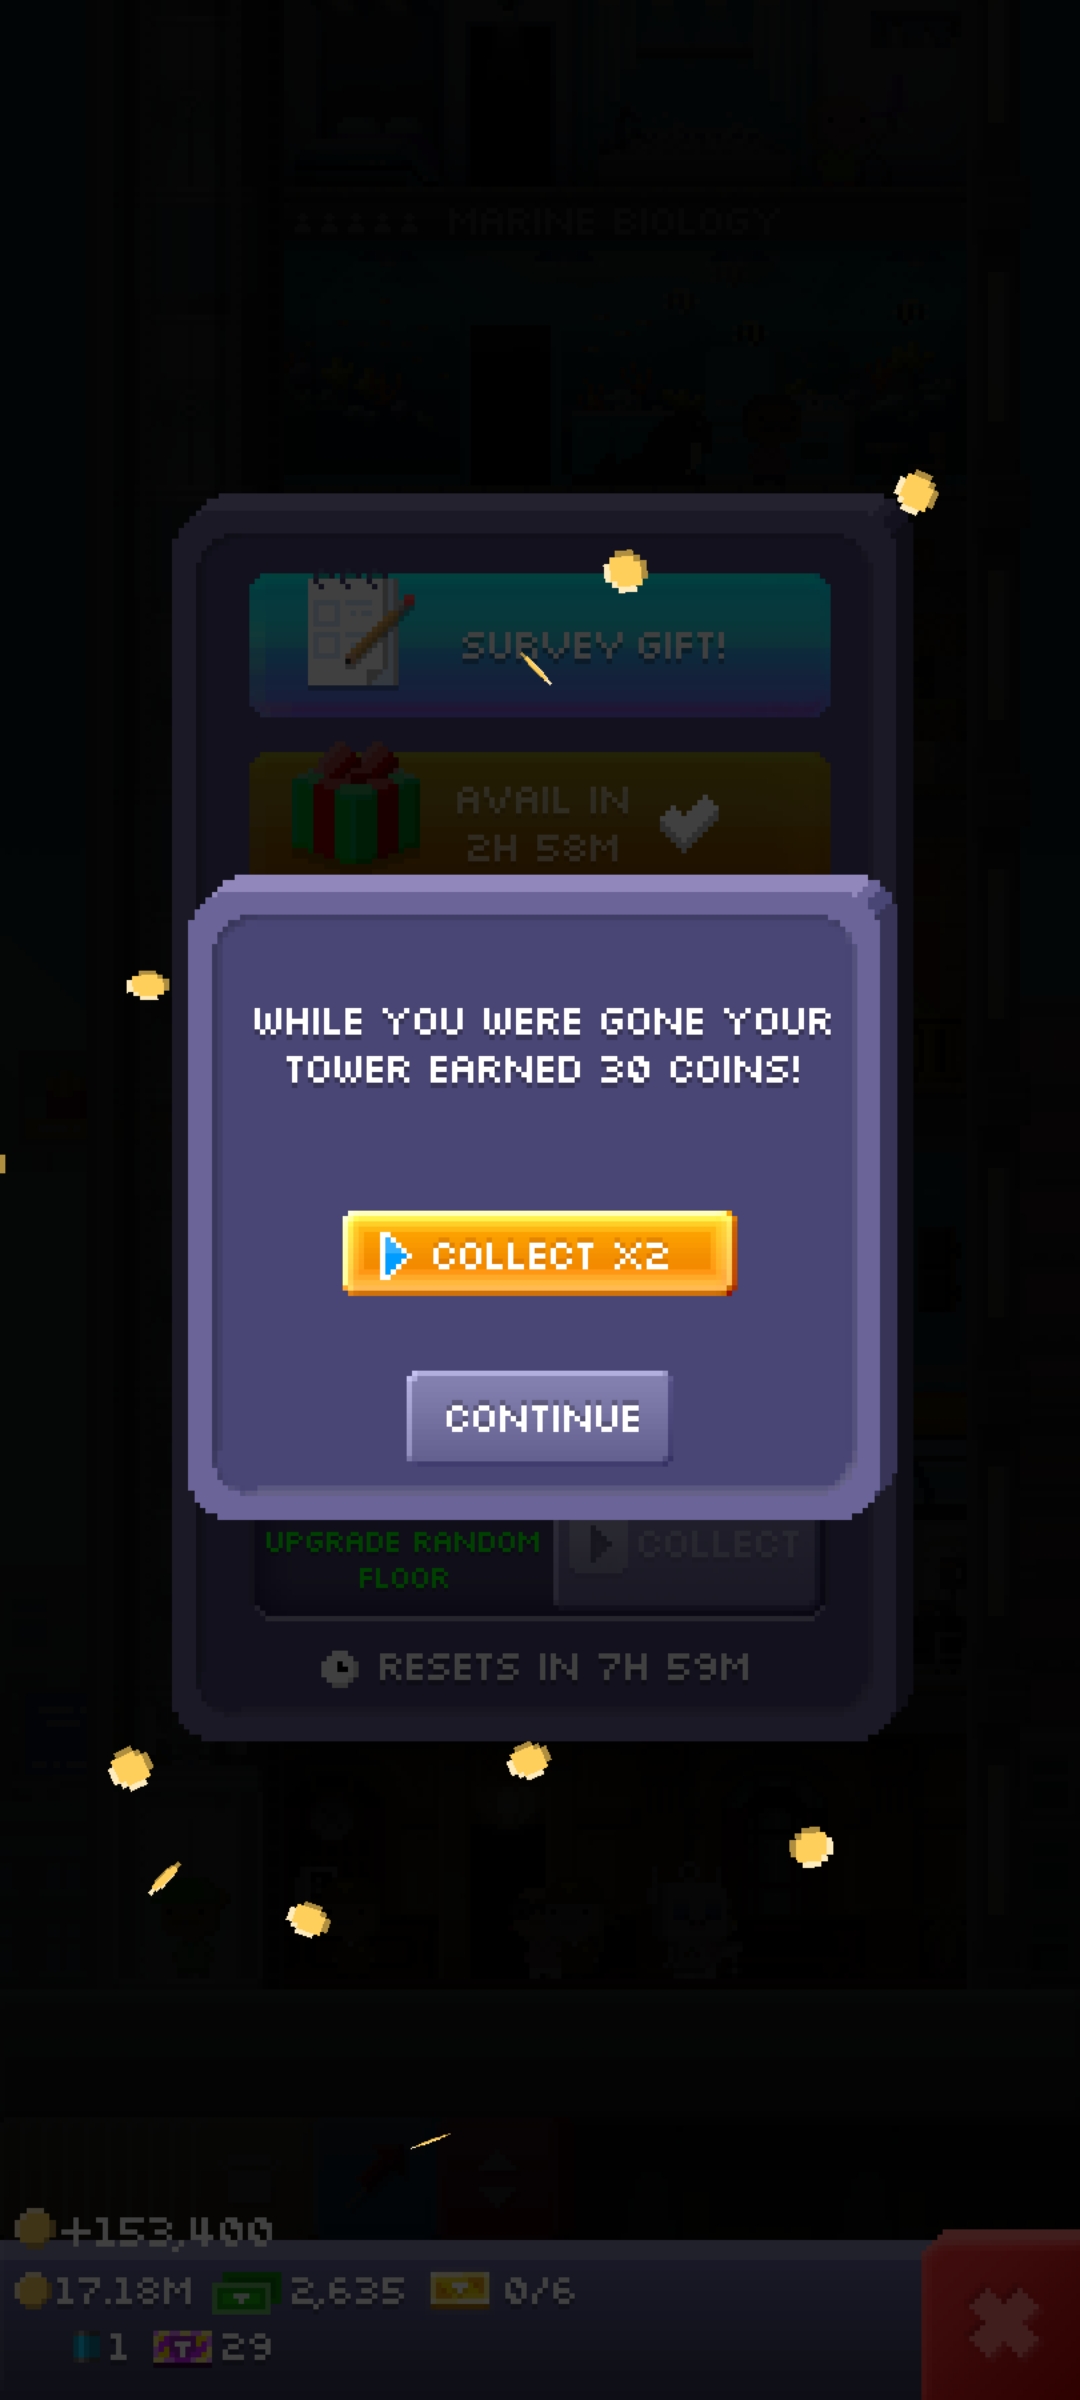 MARINE BIOLOGY
SURVEY GIFT!
AVAIL IN
2H 58M
WHILE YOU WERE GONE YOUR
TOWER EARNED 30 COINS!
COLLECT X2
CONTINUE
UPGRADE RANDOM
FLOOR
COLLECT
RESETS IN 7H 59M
+153,400
17.18M 2,635 0/6
1 29